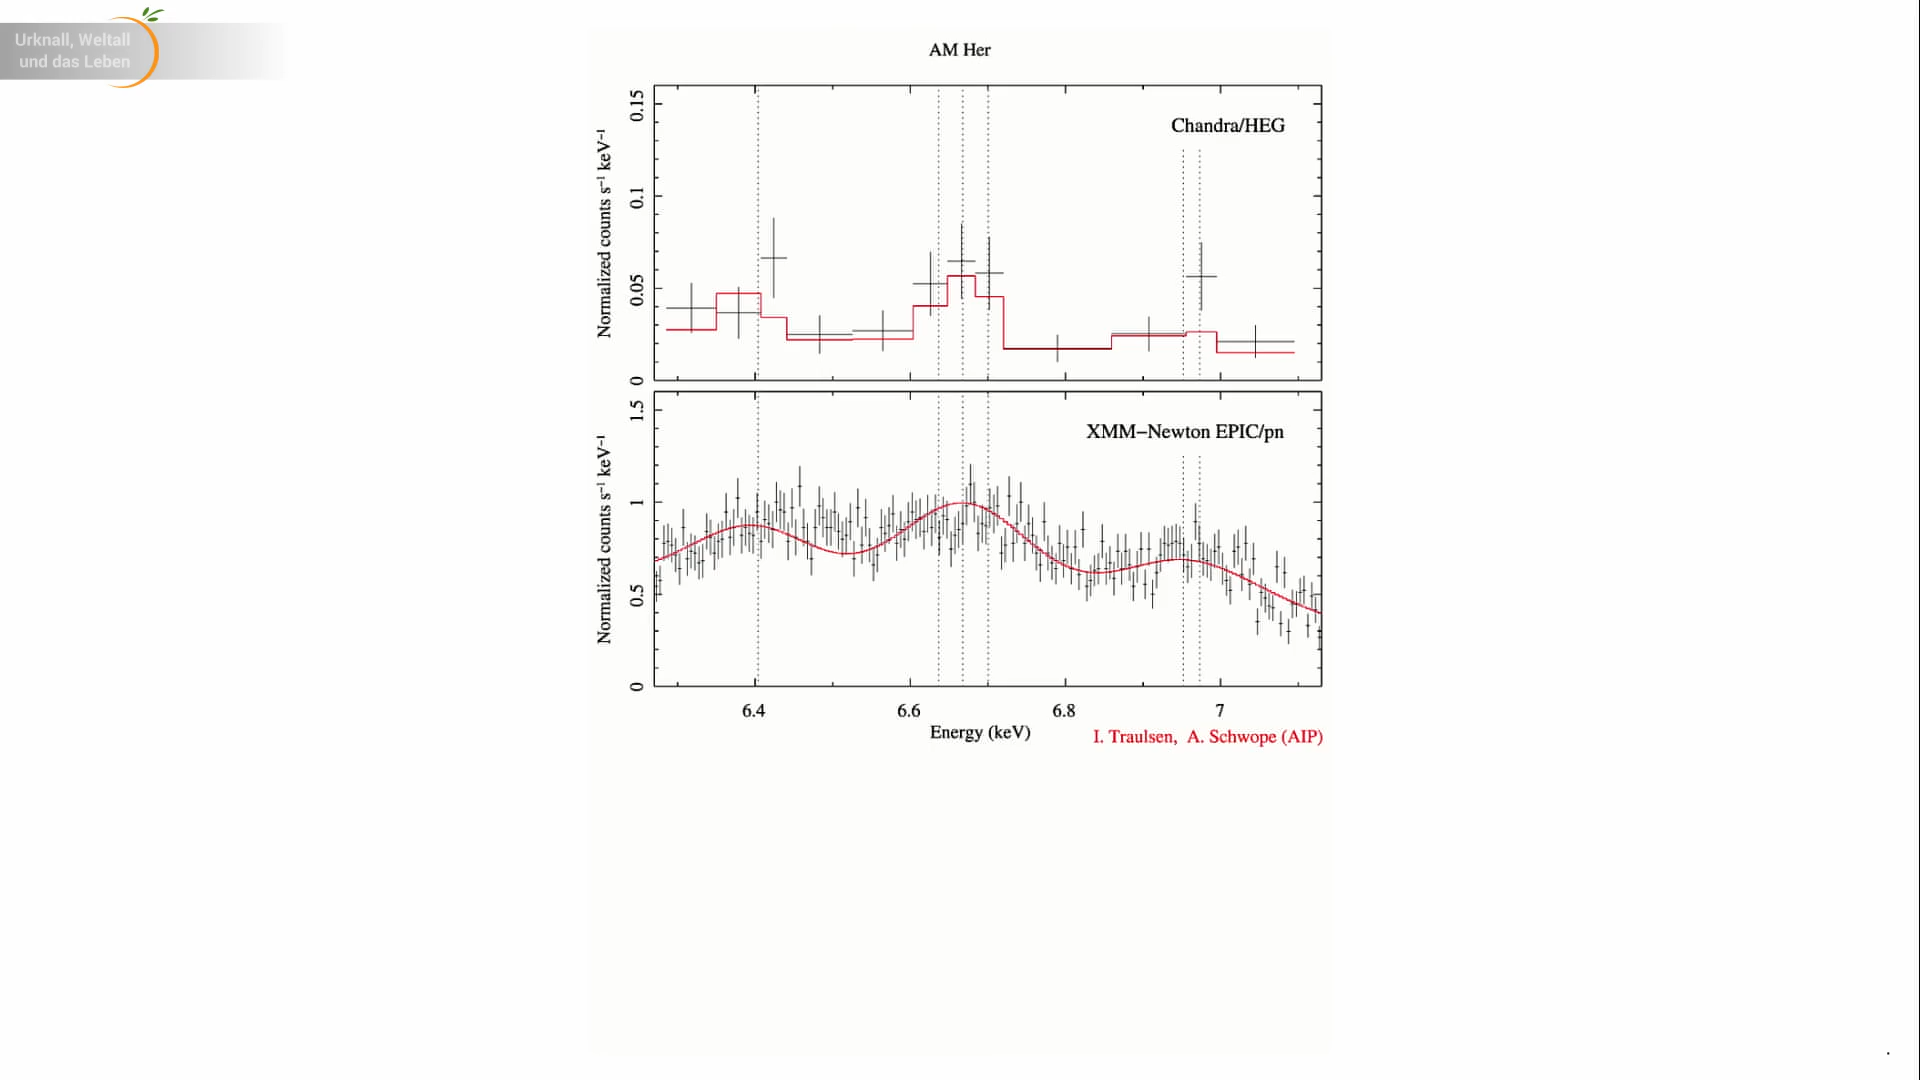 Urknall, Weltall
und das Leben
AM Her
Chandra/HEG
Normalized counts s⁻¹ keV⁻¹
0.15
0.1
0.05
0
XMM−Newton EPIC/pn
Normalized counts s⁻¹ keV⁻¹
1.5
1
0.5
0
6.4 6.6 6.8 7
Energy (keV)
I. Traulsen, A. Schwope (AIP)